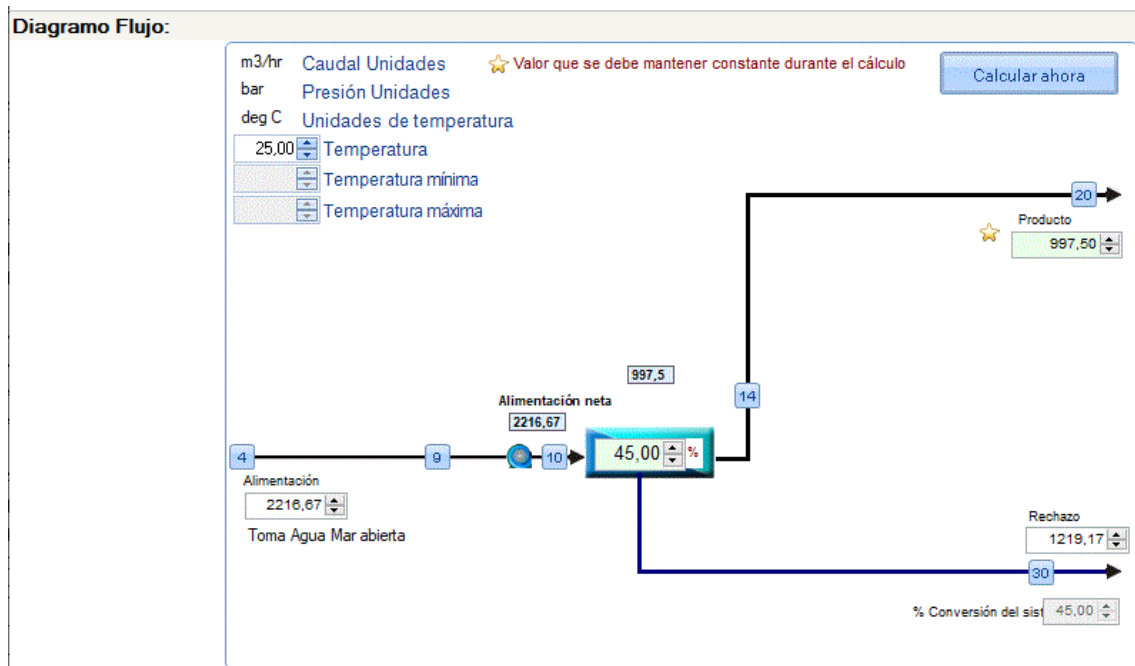 Diagramo Flujo:
m3/hr Caudal Unidades
Valor que se debe mantener constante durante el cálculo
Calcular ahora
bar Presión Unidades
deg C Unidades de temperatura
25,00 Temperatura
Temperatura mínima
Temperatura máxima
20
Producto
997,50
997,5
14
Alimentación neta
2216,67
4
9
10
45,00 %
Alimentación
2216,67
Toma Agua Mar abierta
Rechazo
1219,17
30
% Conversión del sist 45,00